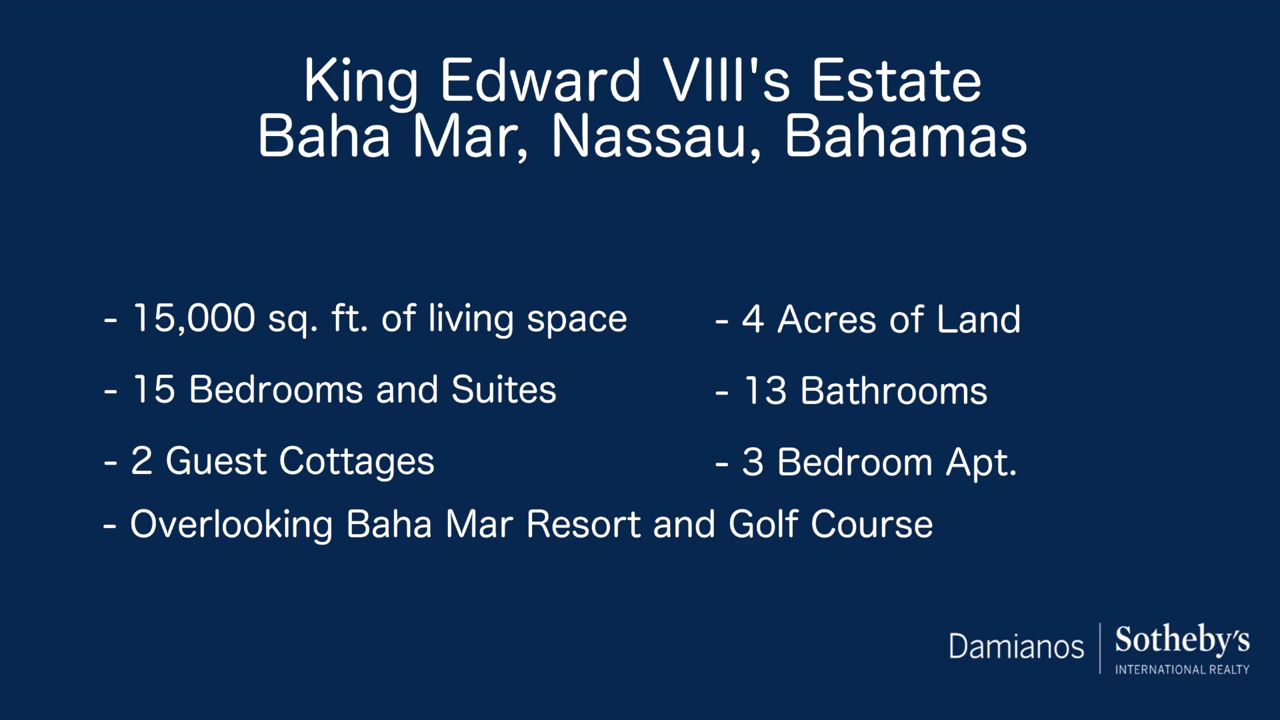 King Edward VIII's Estate
Baha Mar, Nassau, Bahamas
- 15,000 sq. ft. of living space
- 4 Acres of Land
- 15 Bedrooms and Suites
- 13 Bathrooms
- 2 Guest Cottages
- 3 Bedroom Apt.
- Overlooking Baha Mar Resort and Golf Course
Damianos
Sotheby's
INTERNATIONAL REALTY